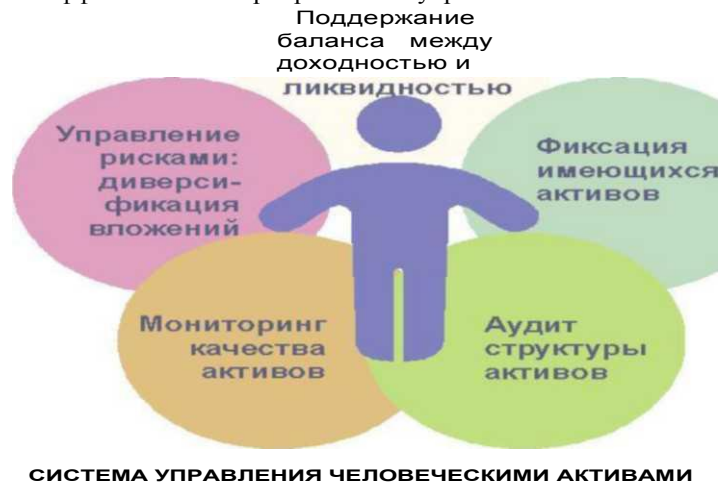 Поддержание
баланса между
доходностью и
ликвидностью
Управление
рисками:
диверси-
фикация
вложений
Фиксация
имеющихся
активов
Мониторинг
качества
активов
Аудит
структуры
активов
СИСТЕМА УПРАВЛЕНИЯ ЧЕЛОВЕЧЕСКИМИ АКТИВАМИ